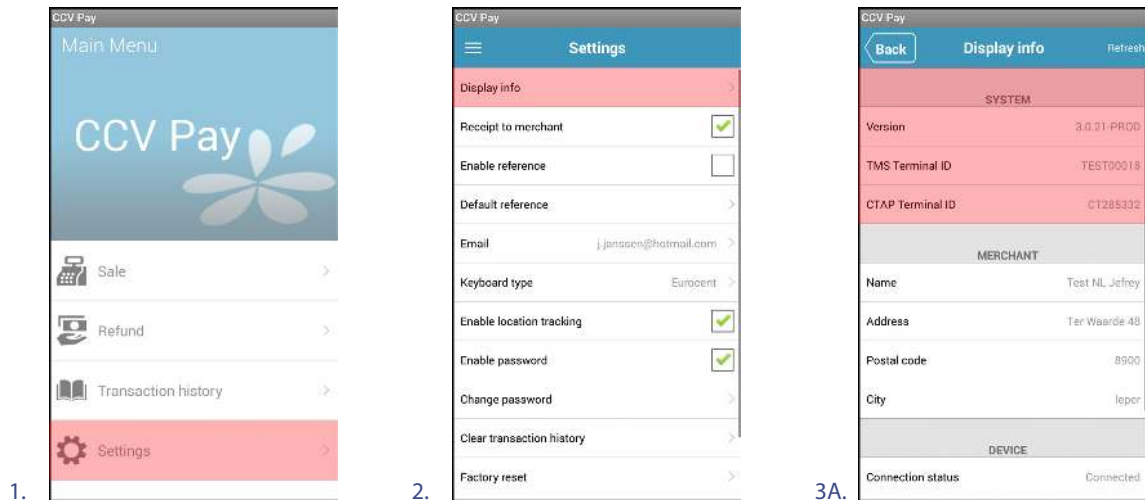 CCV Pay
Main Menu
CCV Pay
Sale
Refund
Transaction history
Settings
1.
CCV Pay
Settings
Display info
Receipt to merchant
Enable reference
Default reference
Email j.janssen@hotmail.com
Keyboard type Eurocent
Enable location tracking
Enable password
Change password
Clear transaction history
Factory reset
2.
CCV Pay
Back Display info Refresh
SYSTEM
Version 3.0.21-PROD
TMS Terminal ID TEST00018
CTAP Terminal ID CT285332
MERCHANT
Name Test NL Jefrey
Address Ter Waarde 48
Postal code 8900
City Ieper
DEVICE
Connection status Connected
3A.